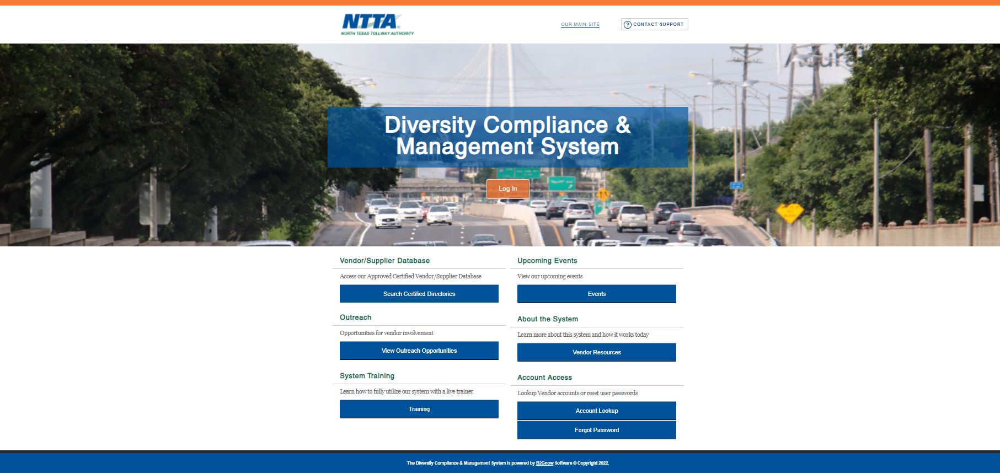 NTTA
NORTH TEXAS TOLLWAY AUTHORITY
OUR MAIN SITE
? CONTACT SUPPORT
Diversity Compliance &
Management System
Log In
Vendor/Supplier Database
Access our Approved Certified Vendor/Supplier Database
Search Certified Directories
Outreach
Opportunities for vendor involvement
View Outreach Opportunities
System Training
Learn how to fully utilize our system with a live trainer
Training
Upcoming Events
View our upcoming events
Events
About the System
Learn more about this system and how it works today
Vendor Resources
Account Access
Lookup Vendor accounts or reset user passwords
Account Lookup
Forgot Password
The Diversity Compliance & Management System is powered by B2Gnow Software © Copyright 2022.